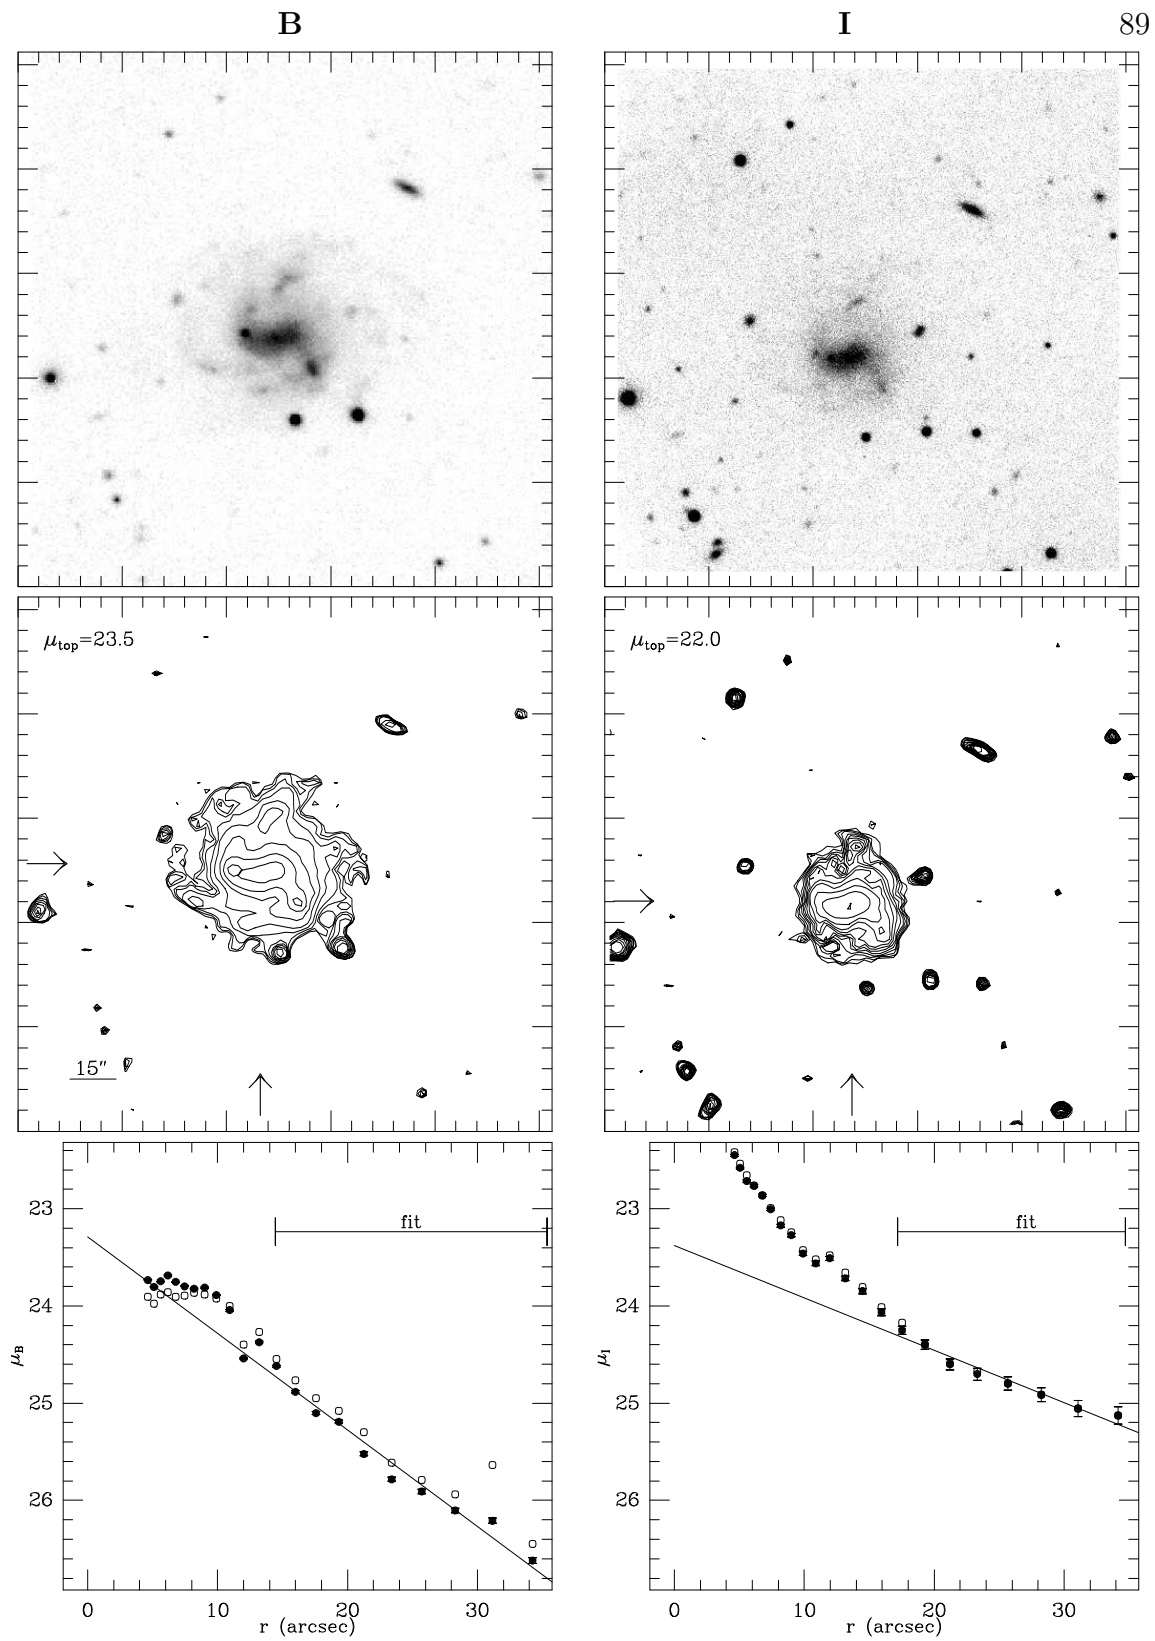 B I 89
μtop=23.5 μtop=22.0
15″
fit fit
23 23
24 24
μB μI
25 25
26 26
0 10 20 30 0 10 20 30
r (arcsec) r (arcsec)